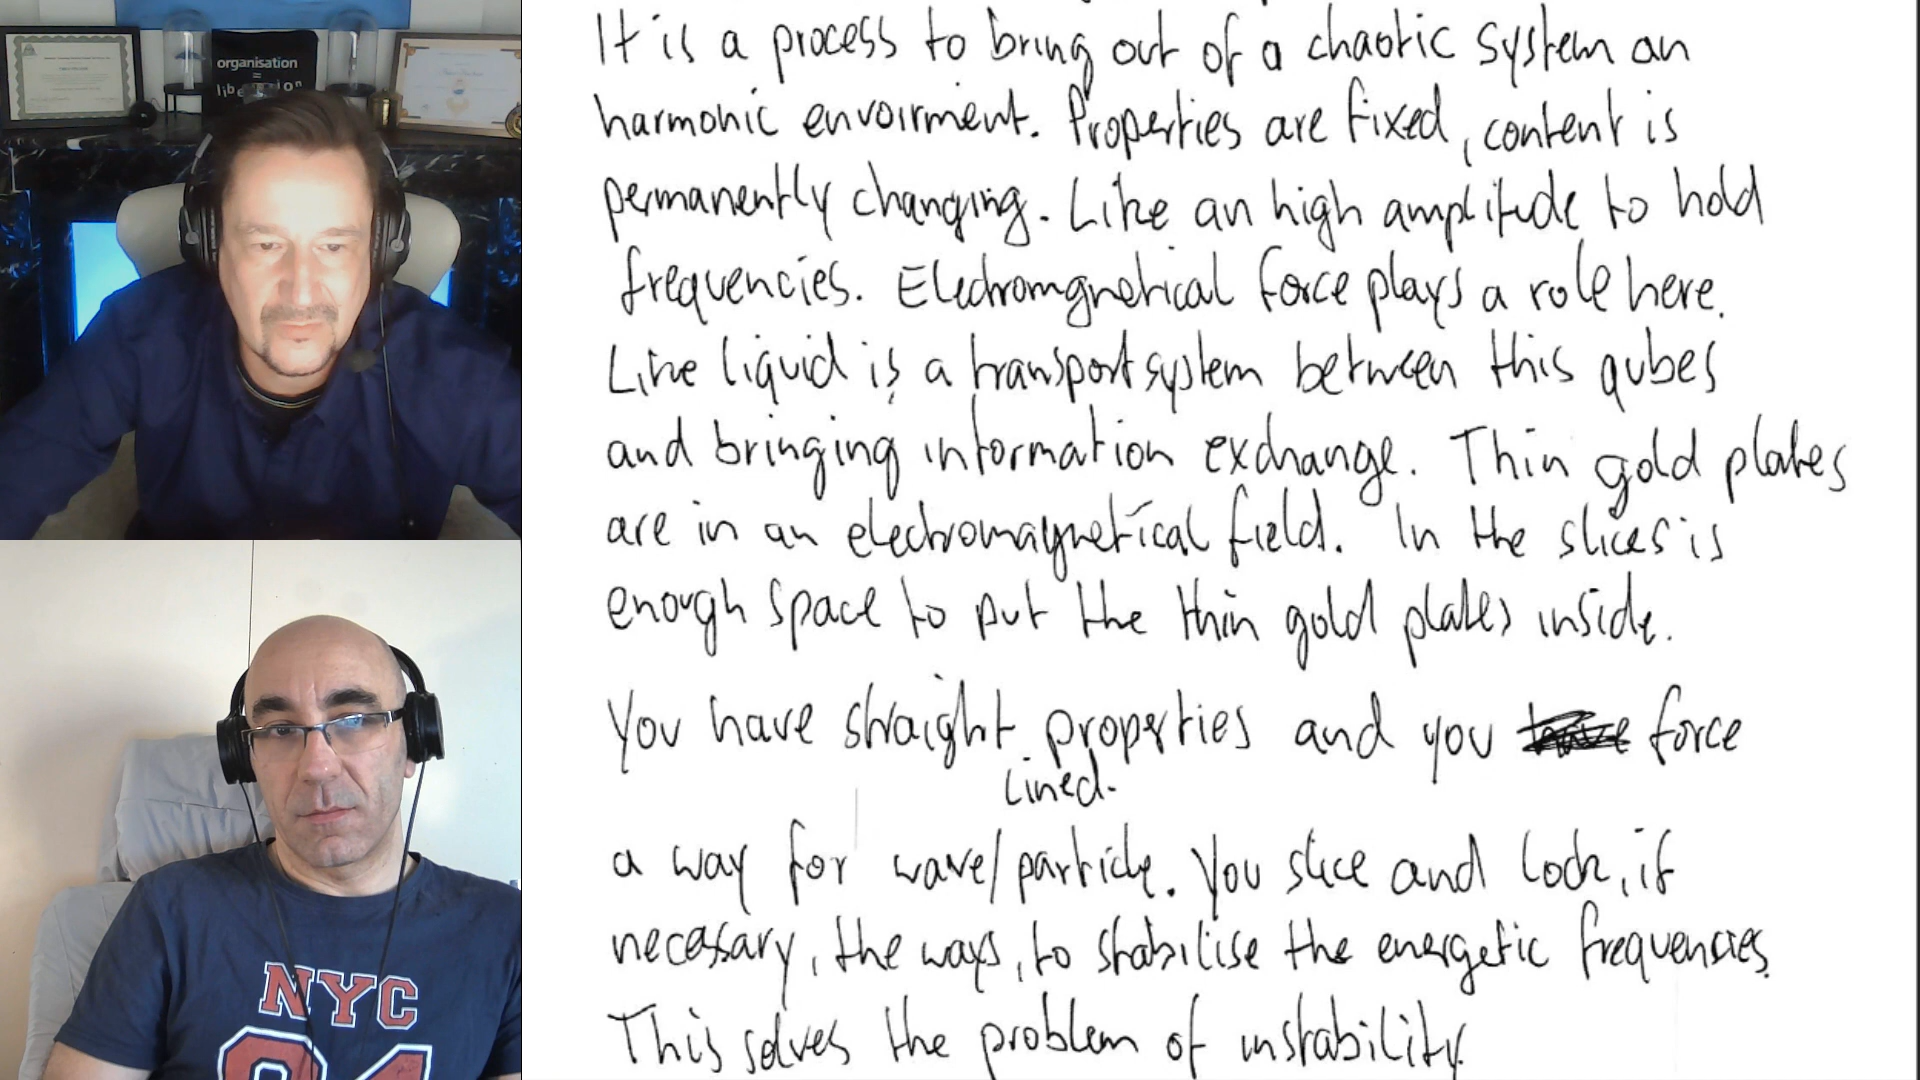 organisation
=
It is a process to bring out of a chaotic system an
harmonic envoirment. Properties are fixed, content is
permanently changing. Like an high amplitude to hold
frequencies. Electromgnetical force plays a role here.
Like liquid is a transportsystem between this qubes
and bringing information exchange. Thin gold plates
are in an electromagnetical field. In the slices is
enough space to put the thin gold plates inside.
You have straight properties and you force
Lined.
a way for wave/particle. You slice and lock, if
necessary, the ways, to stabilise the energetic frequencies.
This solves the problem of instability.
NYC